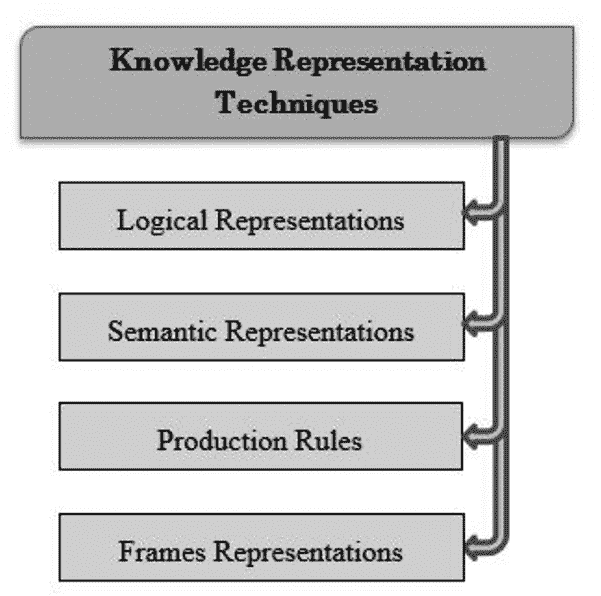 Knowledge Representation
Techniques
Logical Representations
Semantic Representations
Production Rules
Frames Representations